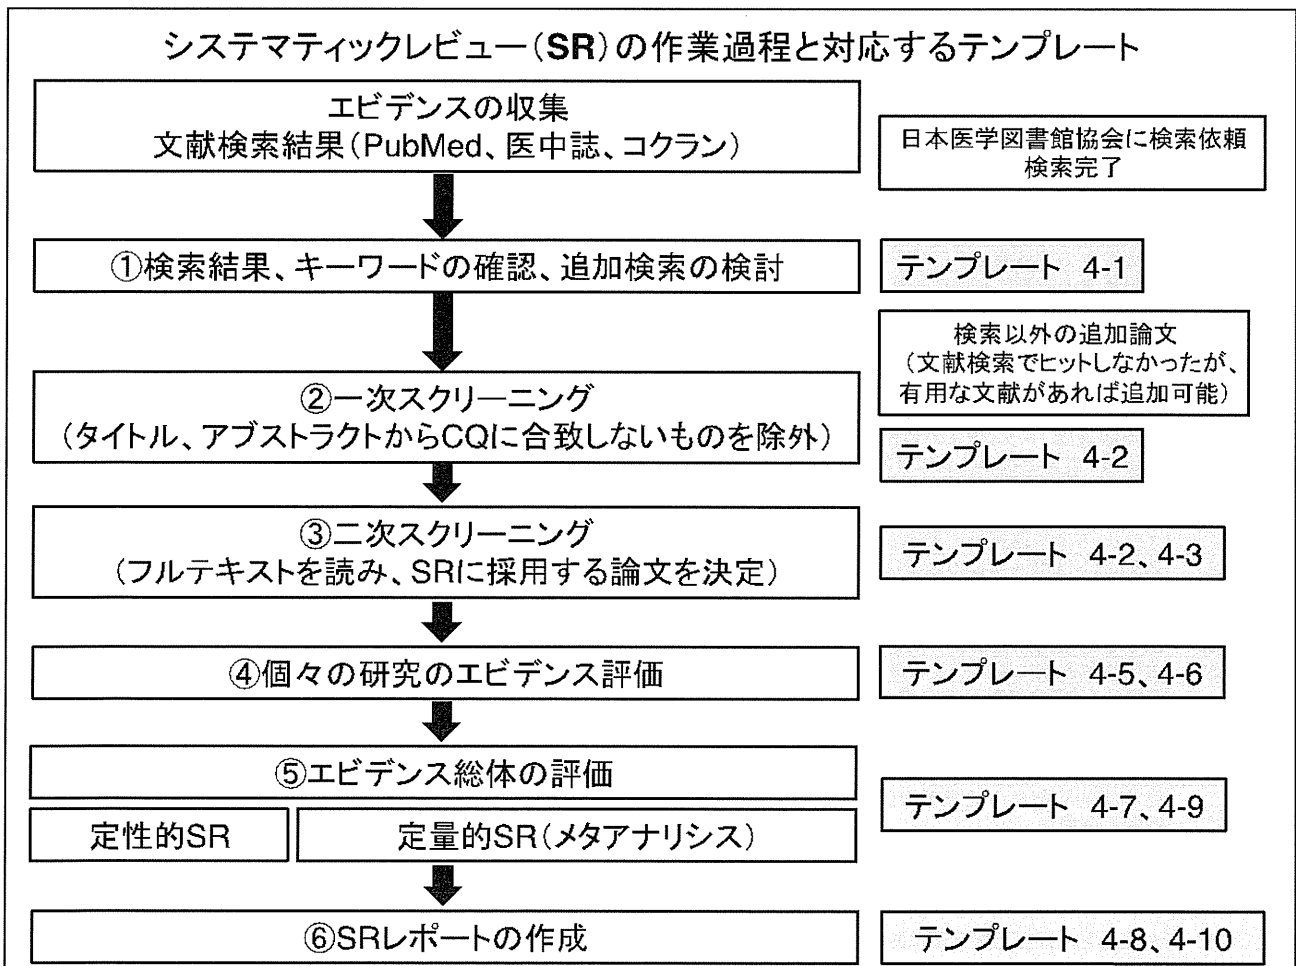 システマティックレビュー(SR)の作業過程と対応するテンプレート
エビデンスの収集
文献検索結果(PubMed、医中誌、コクラン)
日本医学図書館協会に検索依頼
検索完了
①検索結果、キーワードの確認、追加検索の検討
テンプレート 4-1
検索以外の追加論文
(文献検索でヒットしなかったが、
有用な文献があれば追加可能)
②一次スクリーニング
(タイトル、アブストラクトからCQに合致しないものを除外)
テンプレート 4-2
③二次スクリーニング
(フルテキストを読み、SRに採用する論文を決定)
テンプレート 4-2、4-3
④個々の研究のエビデンス評価
テンプレート 4-5、4-6
⑤エビデンス総体の評価
テンプレート 4-7、4-9
定性的SR
定量的SR(メタアナリシス)
⑥SRレポートの作成
テンプレート 4-8、4-10